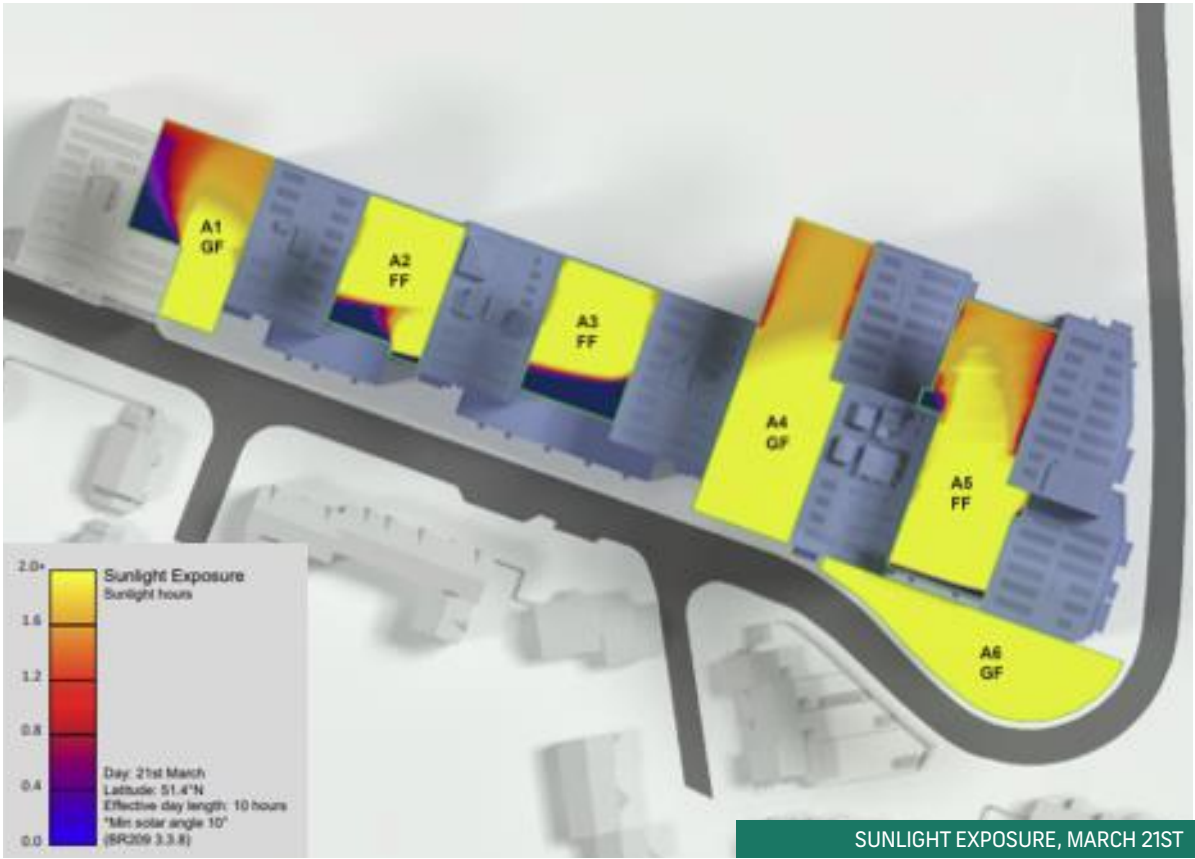 A1
GF
A2
FF
A3
FF
A4
GF
A5
FF
A6
GF
2.0+
Sunlight Exposure
Sunlight hours
1.6
1.2
0.8
0.4
0.0
Day: 21st March
Latitude: 51.4°N
Effective day length: 10 hours
"Min solar angle 10"
(BR209 3.3.8)
SUNLIGHT EXPOSURE, MARCH 21ST